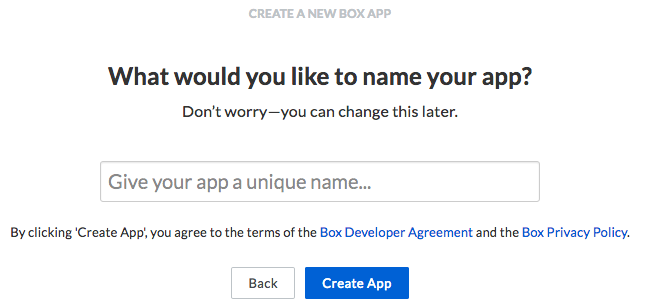 CREATE A NEW BOX APP
What would you like to name your app?
Don't worry—you can change this later.
Give your app a unique name...
By clicking 'Create App', you agree to the terms of the Box Developer Agreement and the Box Privacy Policy.
Back
Create App